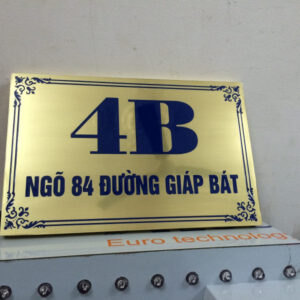 4B
NGÕ 84 ĐƯỜNG GIÁP BÁT
Euro technolog